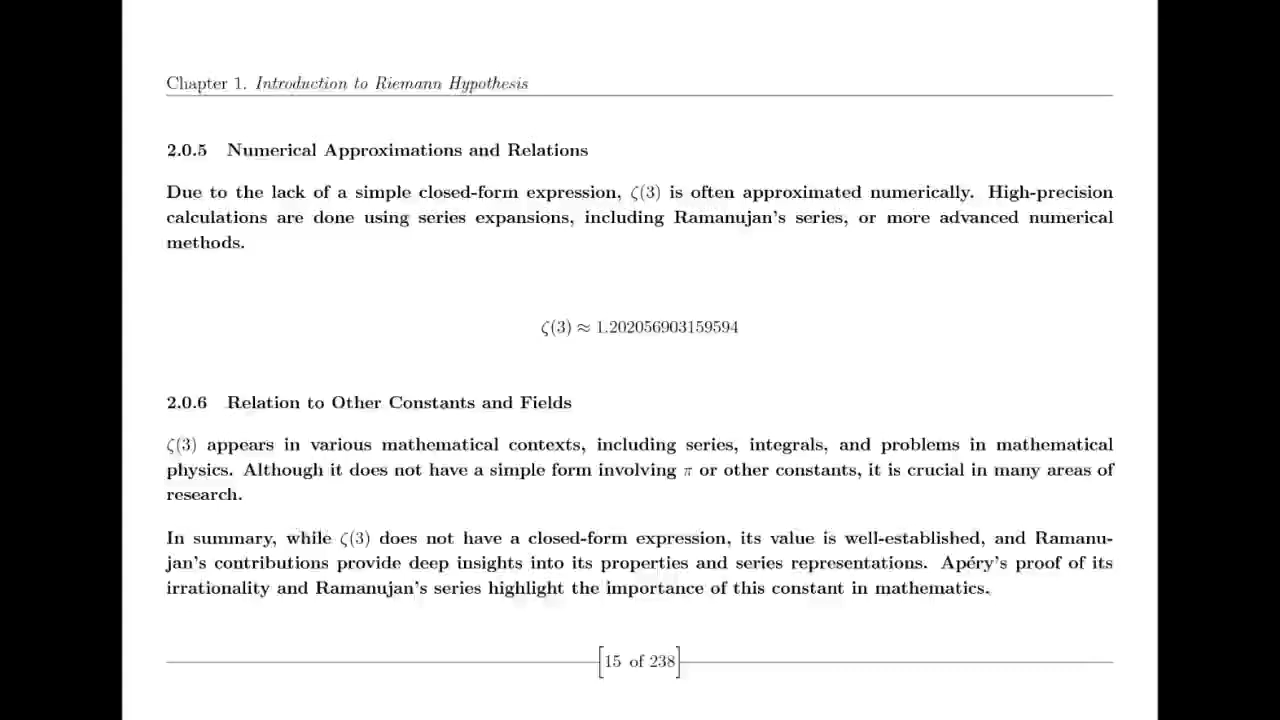 Chapter 1. Introduction to Riemann Hypothesis
2.0.5 Numerical Approximations and Relations
Due to the lack of a simple closed-form expression, ζ(3) is often approximated numerically. High-precision
calculations are done using series expansions, including Ramanujan's series, or more advanced numerical
methods.
ζ(3) ≈ 1.202056903159594
2.0.6 Relation to Other Constants and Fields
ζ(3) appears in various mathematical contexts, including series, integrals, and problems in mathematical
physics. Although it does not have a simple form involving π or other constants, it is crucial in many areas of
research.
In summary, while ζ(3) does not have a closed-form expression, its value is well-established, and Ramanu-
jan's contributions provide deep insights into its properties and series representations. Apéry's proof of its
irrationality and Ramanujan's series highlight the importance of this constant in mathematics.
[15 of 238]